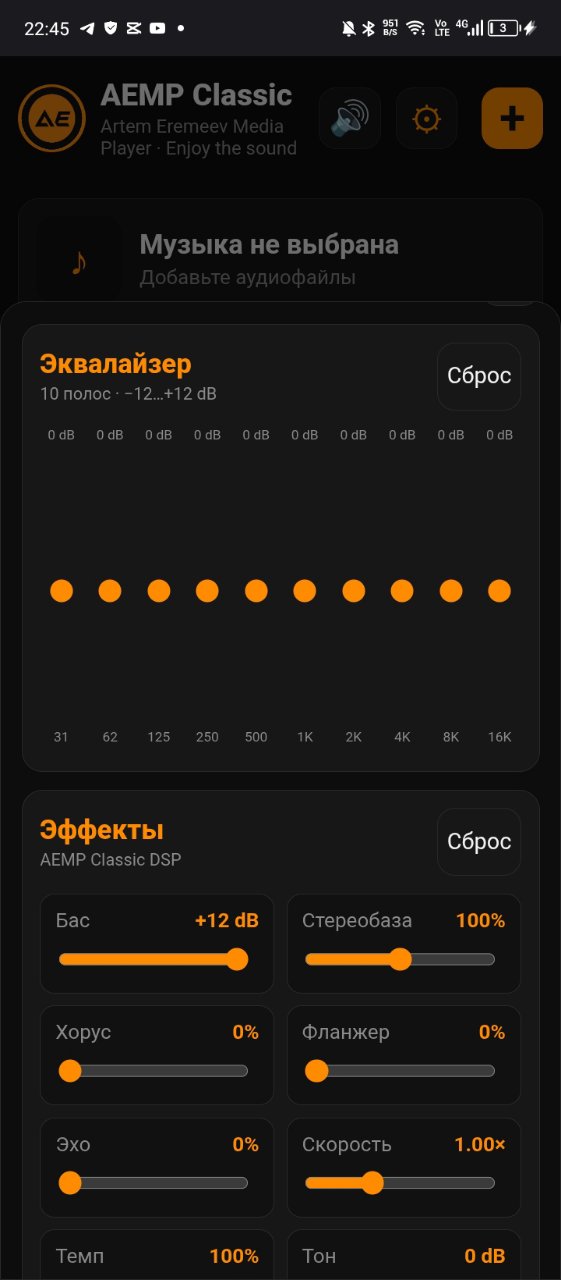 22:45
951 B/S Vo LTE 4G 3
AE
AEMP Classic
Artem Eremeev Media
Player · Enjoy the sound
Музыка не выбрана
Добавьте аудиофайлы
Эквалайзер
Сброс
10 полос · −12…+12 dB
0 dB 0 dB 0 dB 0 dB 0 dB 0 dB 0 dB 0 dB 0 dB 0 dB
31 62 125 250 500 1K 2K 4K 8K 16K
Эффекты
Сброс
AEMP Classic DSP
Бас +12 dB
Стереобаза 100%
Хорус 0%
Фланжер 0%
Эхо 0%
Скорость 1.00×
Темп 100%
Тон 0 dB